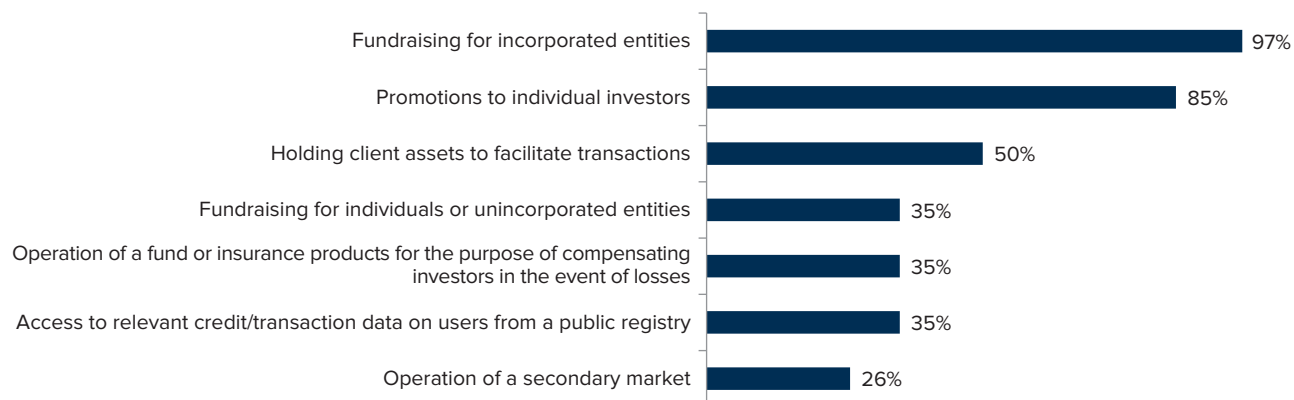 Fundraising for incorporated entities
97%
Promotions to individual investors
85%
Holding client assets to facilitate transactions
50%
Fundraising for individuals or unincorporated entities
35%
Operation of a fund or insurance products for the purpose of compensating
investors in the event of losses
35%
Access to relevant credit/transaction data on users from a public registry
35%
Operation of a secondary market
26%